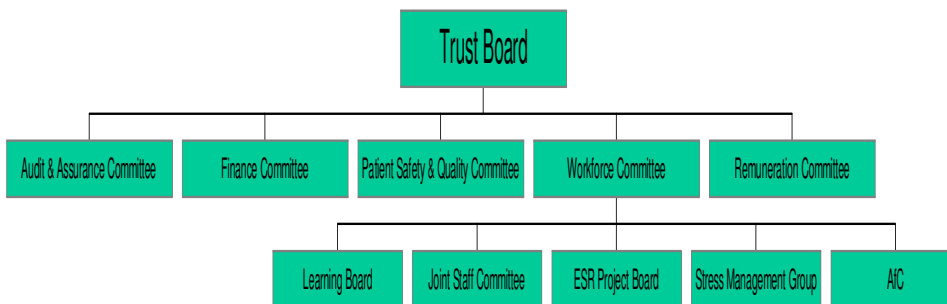 Trust Board
Audit & Assurance Committee
Finance Committee
Patient Safety & Quality Committee
Workforce Committee
Remuneration Committee
Learning Board
Joint Staff Committee
ESR Project Board
Stress Management Group
AfC